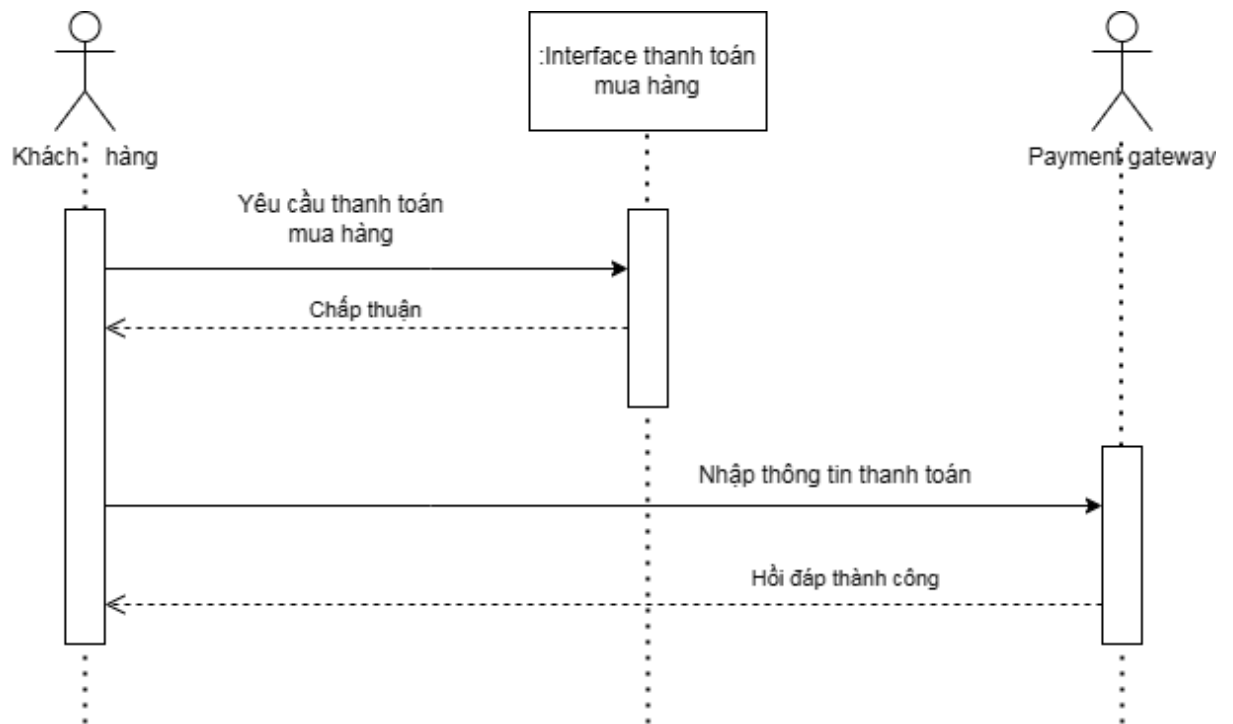 :Interface thanh toán
mua hàng
Khách hàng
Payment gateway
Yêu cầu thanh toán
mua hàng
Chấp thuận
Nhập thông tin thanh toán
Hồi đáp thành công